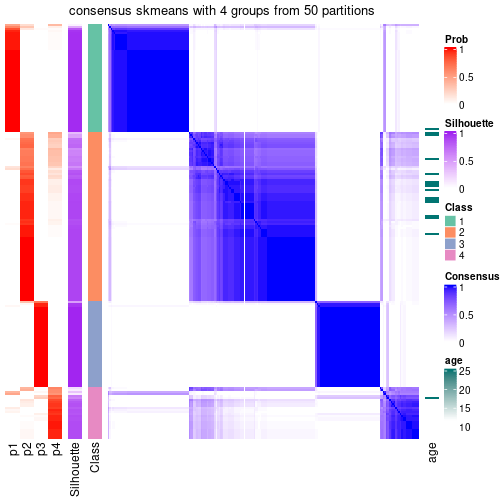 consensus skmeans with 4 groups from 50 partitions
Prob
1
0.5
0
Silhouette
1
0.5
0
Class
1
2
3
4
Consensus
1
0.5
0
age
25
20
15
10
p1
p2
p3
p4
Silhouette
Class
age